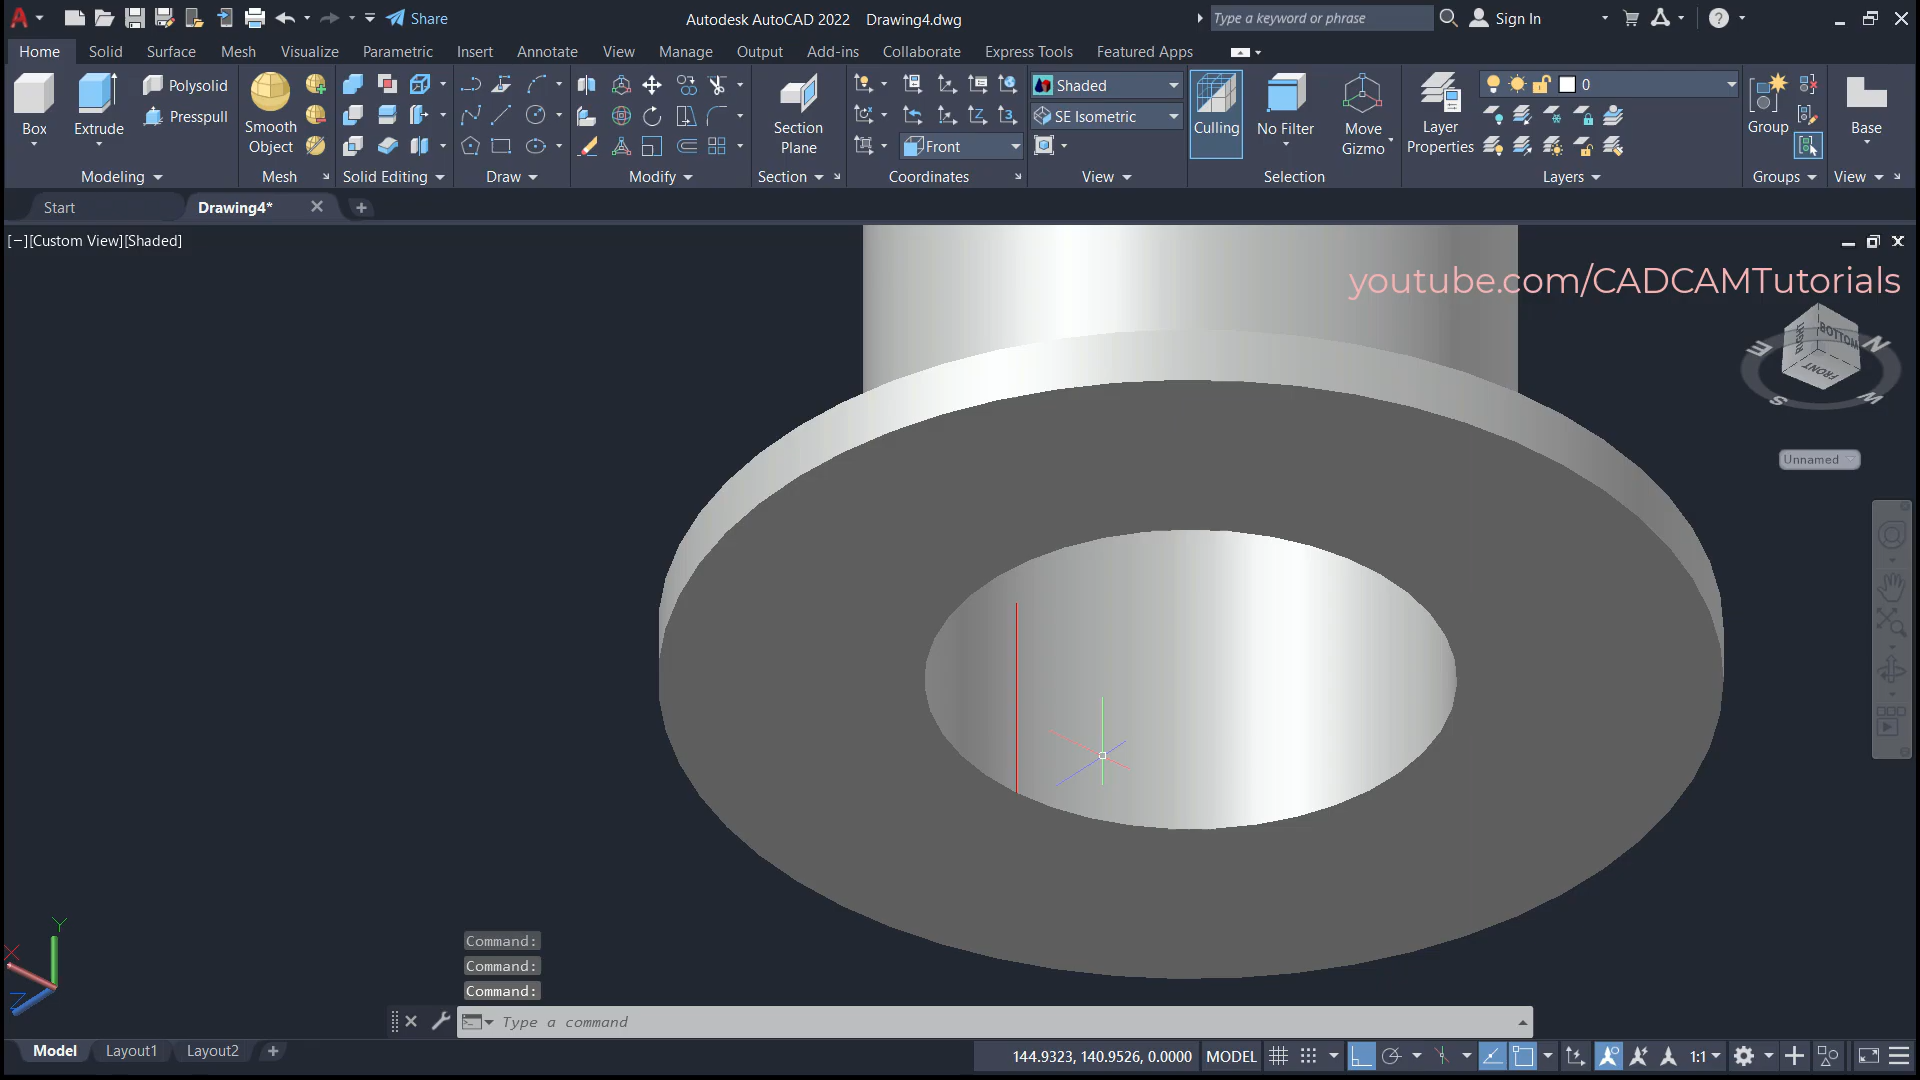 Share
Autodesk AutoCAD 2022 Drawing4.dwg
Type a keyword or phrase
Sign In
Home Solid Surface Mesh Visualize Parametric Insert Annotate View Manage Output Add-ins Collaborate Express Tools Featured Apps
Box
Extrude
Polysolid
Presspull
Smooth Object
Section Plane
Front
Shaded
SE Isometric
Culling
No Filter
Move Gizmo
Layer Properties
0
Group
Base
Modeling Mesh Solid Editing Draw Modify Section Coordinates View Selection Layers Groups View
Start Drawing4*
[−][Custom View][Shaded]
youtube.com/CADCAMTutorials
RIGHT BOTTOM FRONT
E N S W
Unnamed
Y
X
Z
Command:
Command:
Command:
Type a command
Model Layout1 Layout2
144.9323, 140.9526, 0.0000 MODEL 1:1